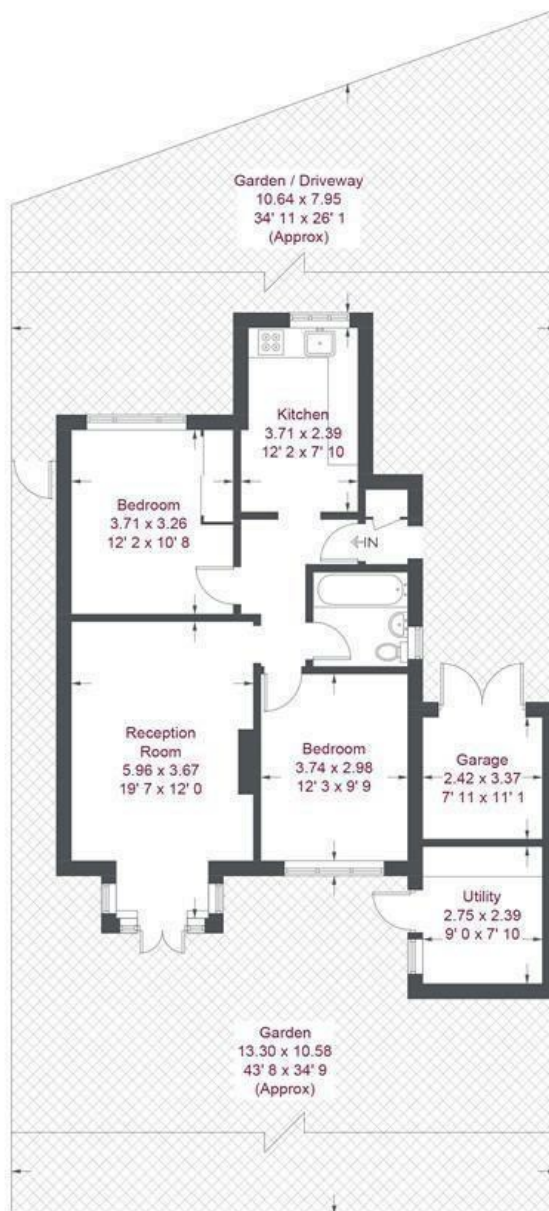 Garden / Driveway
10.64 x 7.95
34' 11 x 26' 1
(Approx)
Kitchen
3.71 x 2.39
12' 2 x 7' 10
Bedroom
3.71 x 3.26
12' 2 x 10' 8
IN
Reception
Room
5.96 x 3.67
19' 7 x 12' 0
Bedroom
3.74 x 2.98
12' 3 x 9' 9
Garage
2.42 x 3.37
7' 11 x 11' 1
Utility
2.75 x 2.39
9' 0 x 7' 10
Garden
13.30 x 10.58
43' 8 x 34' 9
(Approx)